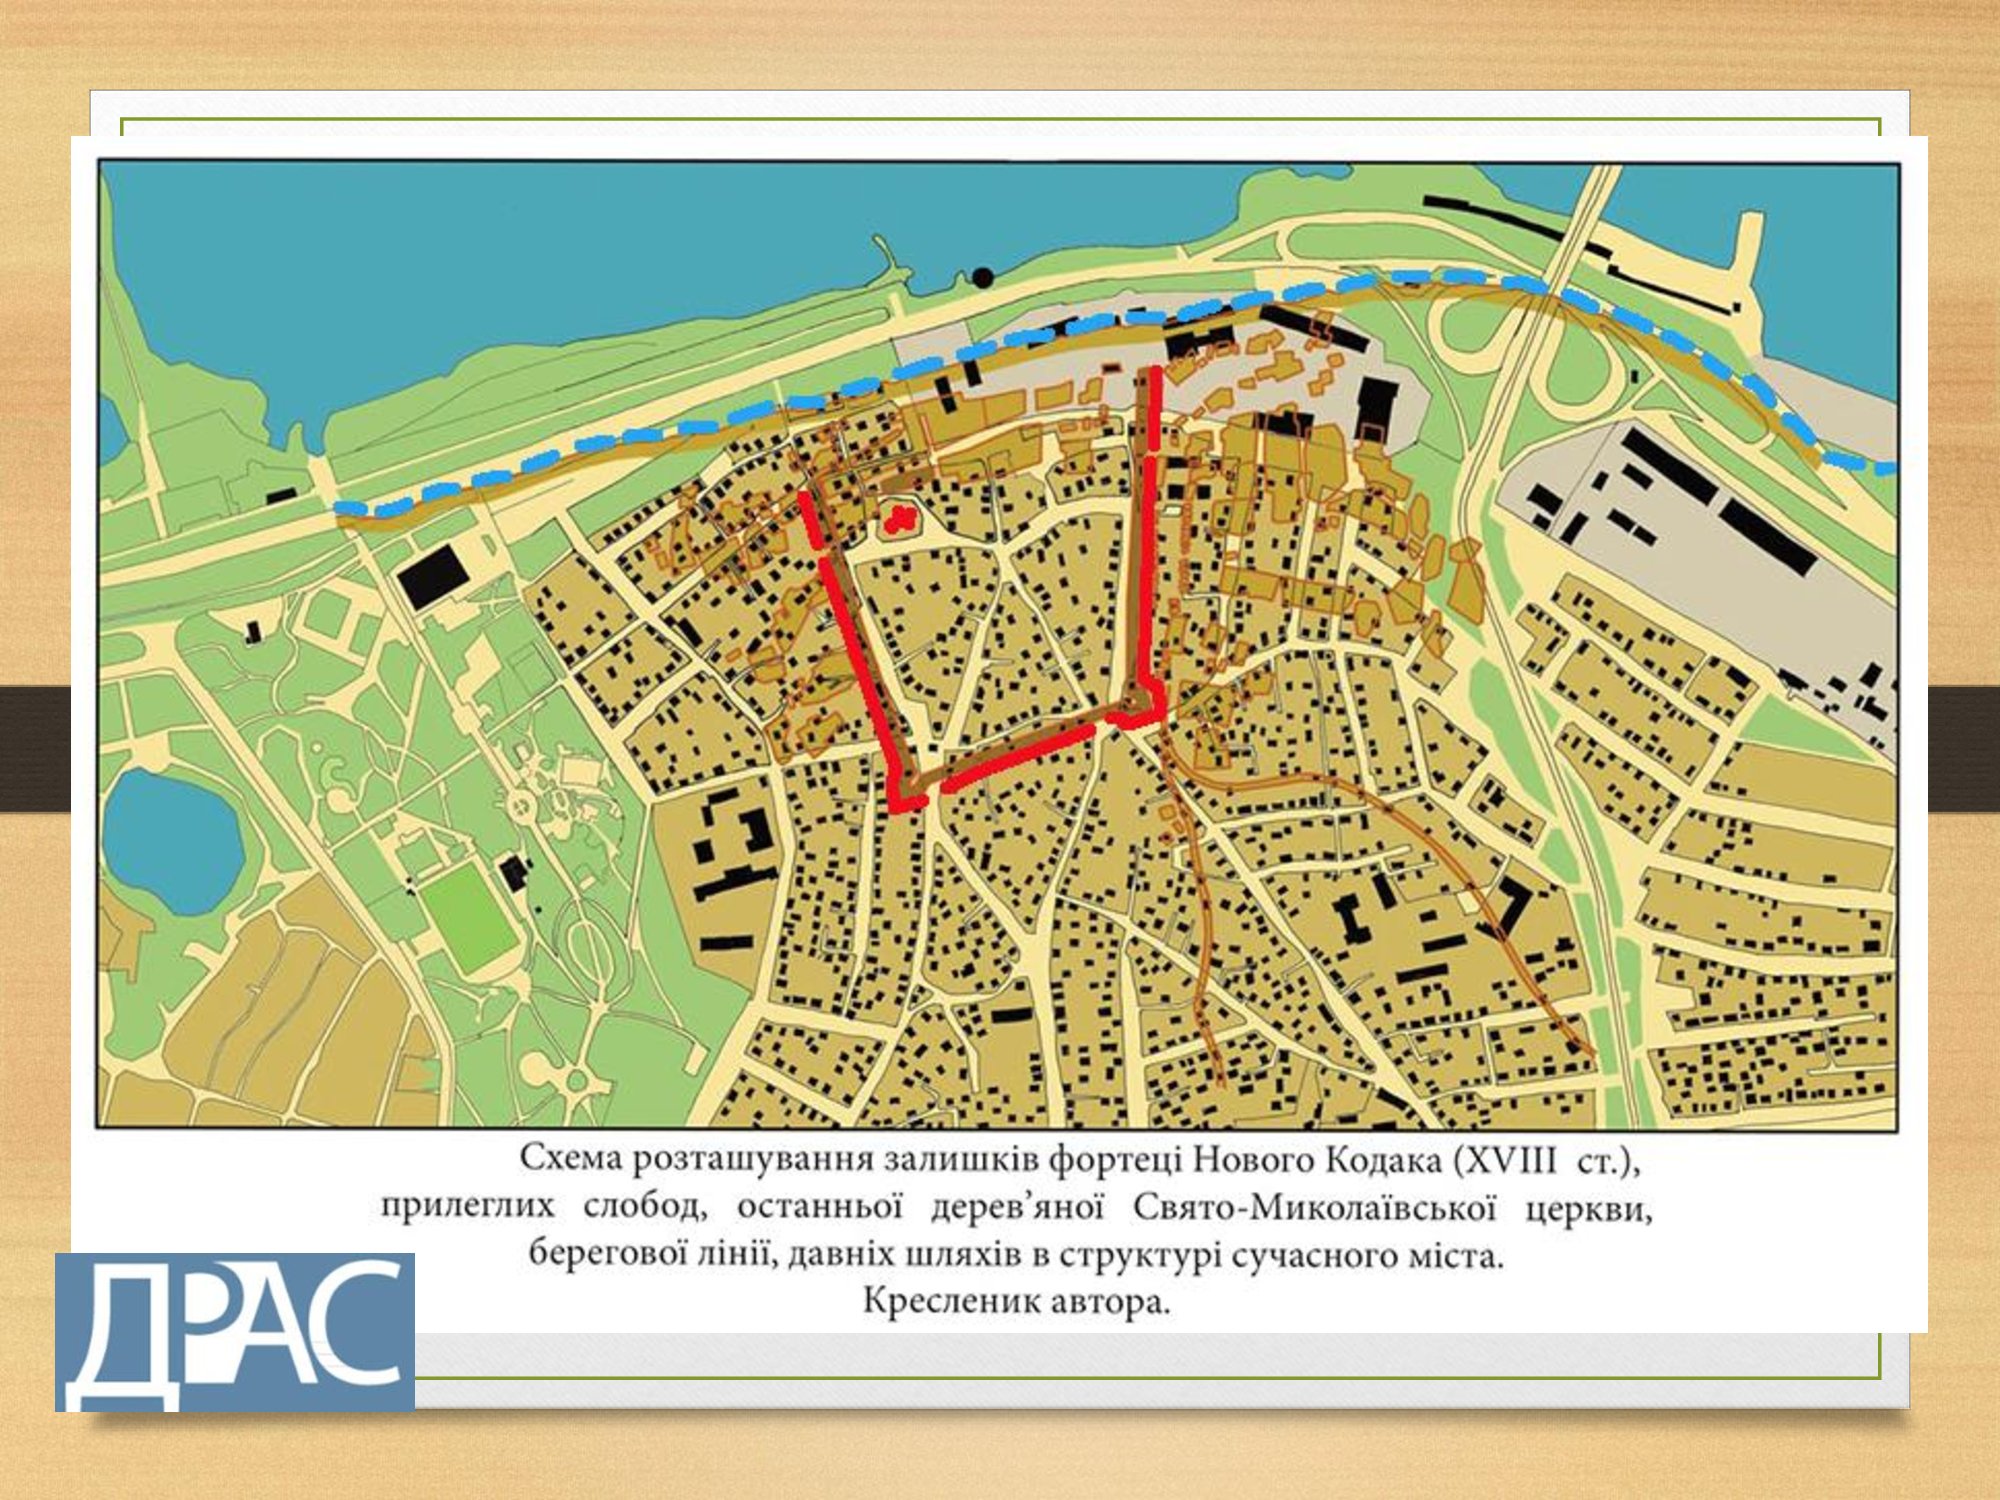 Схема розташування залишків фортеці Нового Кодака (XVIII ст.),
прилеглих слобод, останньої дерев’яної Свято-Миколаївської церкви,
берегової лінії, давніх шляхів в структурі сучасного міста.
Кресленик автора.
ДРАС